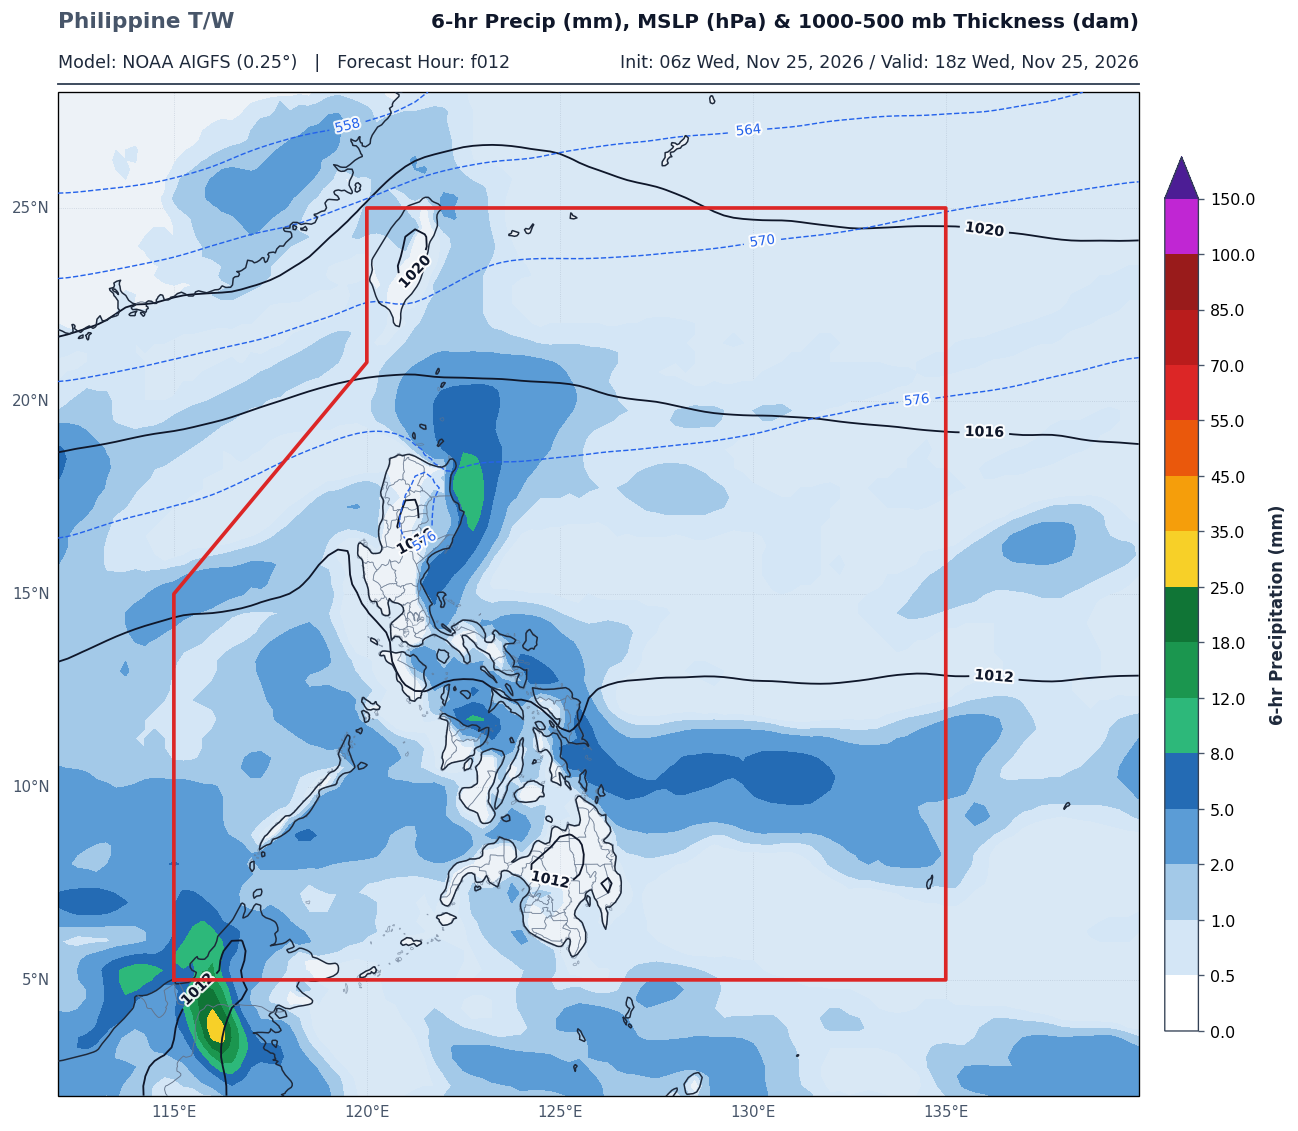 Philippine T/W
6-hr Precip (mm), MSLP (hPa) & 1000-500 mb Thickness (dam)
Model: NOAA AIGFS (0.25°) | Forecast Hour: f012
Init: 06z Wed, Nov 25, 2026 / Valid: 18z Wed, Nov 25, 2026
558
564
570
1020
1020
576
1016
576
1012
1012
1012
25°N
20°N
15°N
10°N
5°N
115°E
120°E
125°E
130°E
135°E
150.0
100.0
85.0
70.0
55.0
45.0
35.0
25.0
18.0
12.0
8.0
5.0
2.0
1.0
0.5
0.0
6-hr Precipitation (mm)